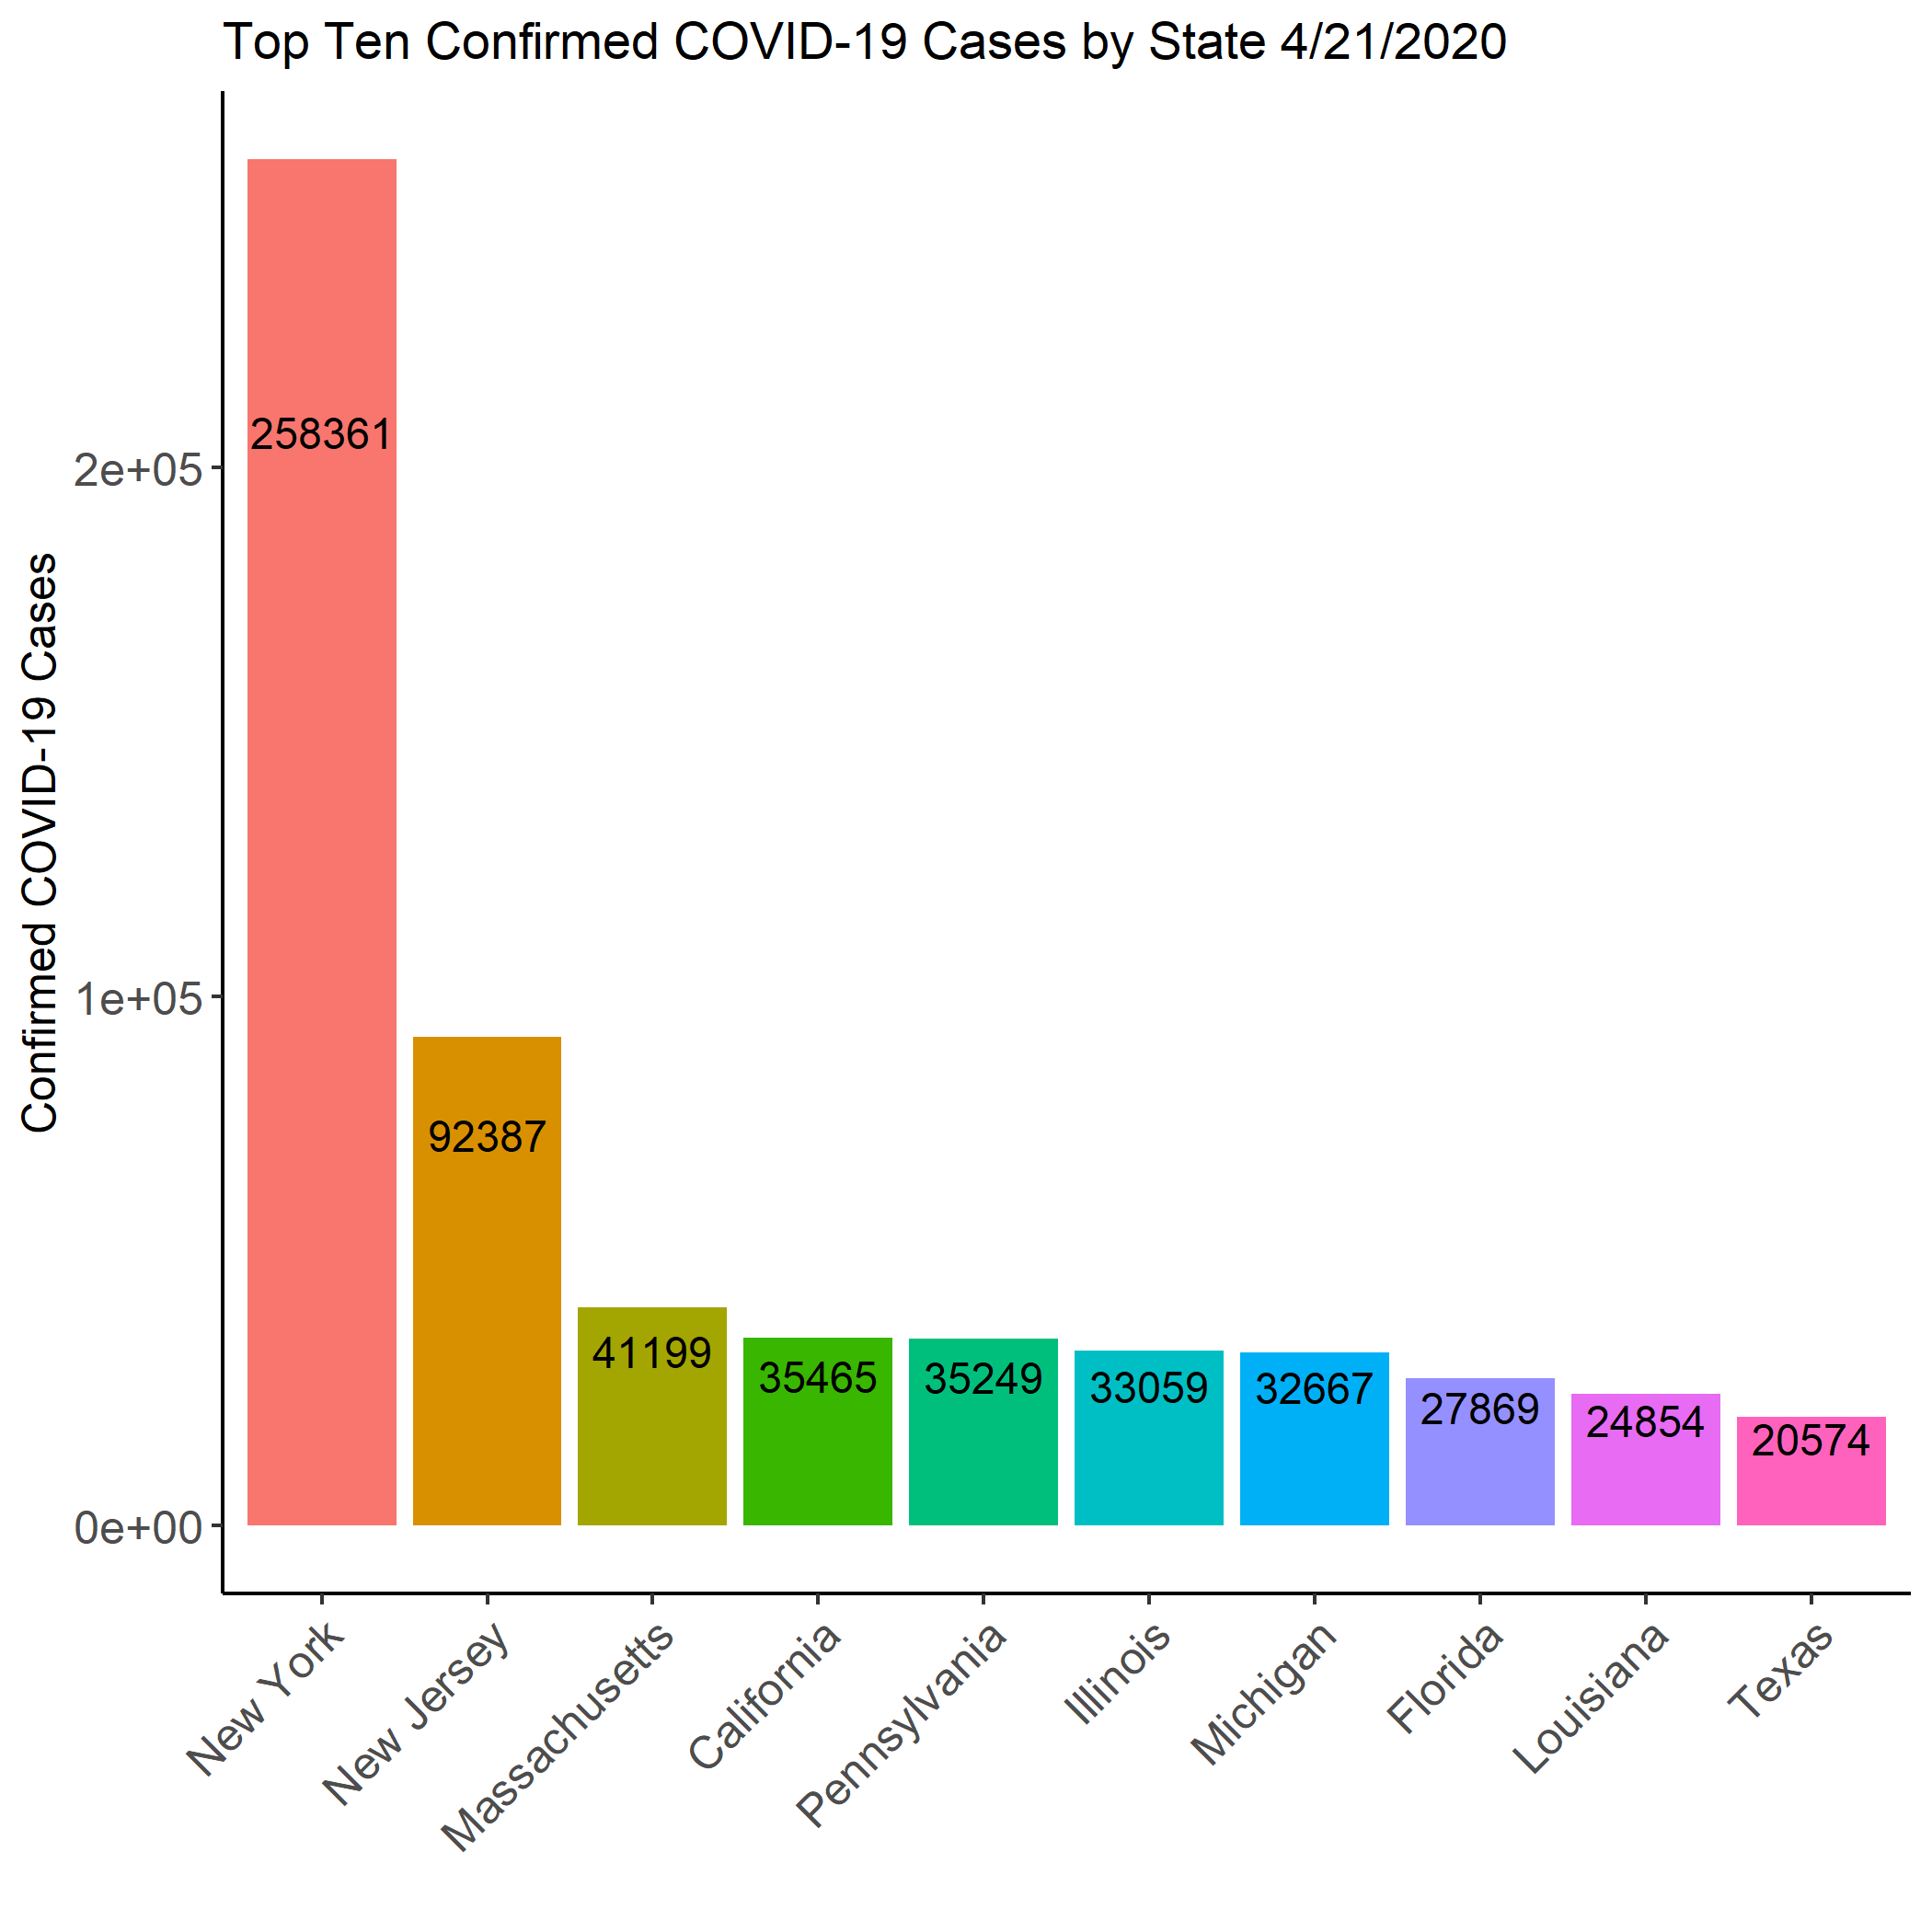 Top Ten Confirmed COVID-19 Cases by State 4/21/2020
Confirmed COVID-19 Cases
2e+05
1e+05
0e+00
258361
92387
41199
35465
35249
33059
32667
27869
24854
20574
New York
New Jersey
Massachusetts
California
Pennsylvania
Illinois
Michigan
Florida
Louisiana
Texas